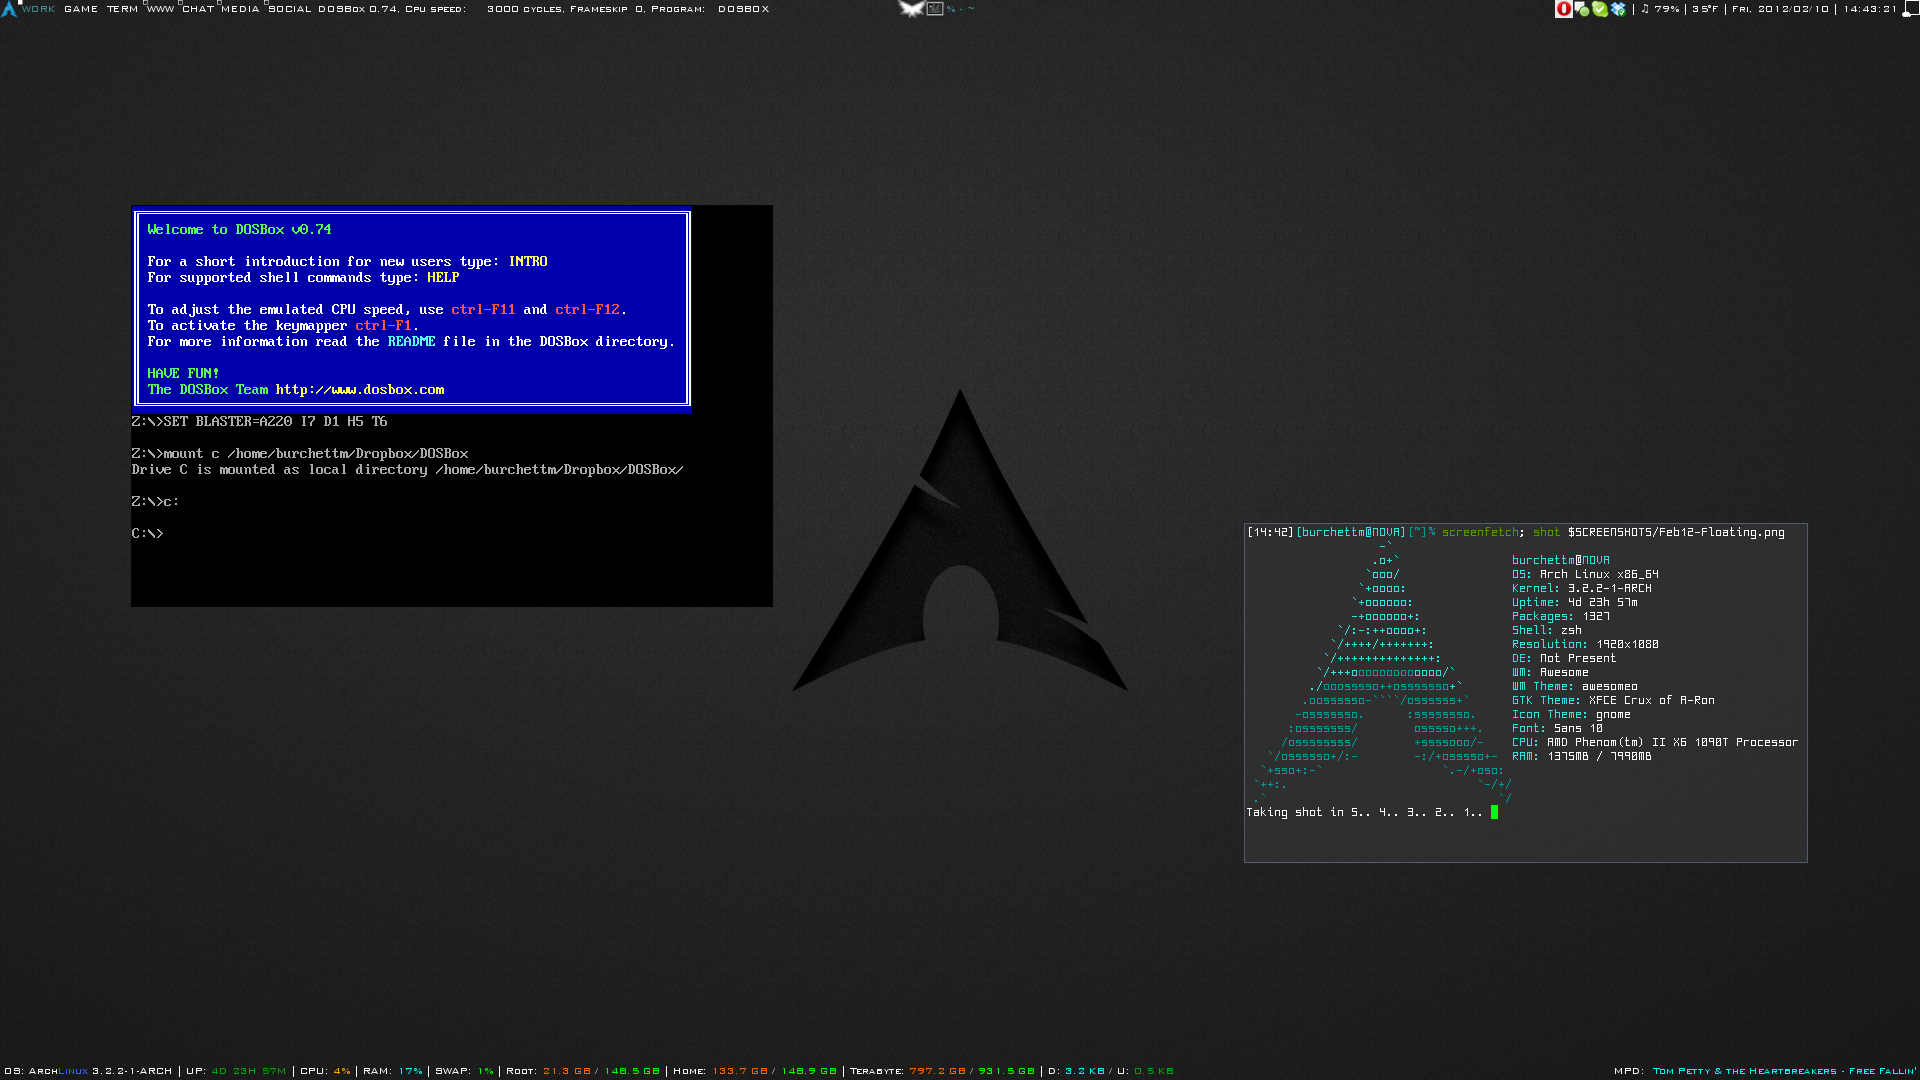 WORK GAME TERM WWW CHAT MEDIA SOCIAL DOSBox 0.74, Cpu speed: 3000 cycles, Frameskip 0, Program: DOSBOX
% - ~
♫ 79% | 35°F | Fri, 2012/02/10 | 14:43:21
Welcome to DOSBox v0.74
For a short introduction for new users type: INTRO
For supported shell commands type: HELP
To adjust the emulated CPU speed, use ctrl-F11 and ctrl-F12.
To activate the keymapper ctrl-F1.
For more information read the README file in the DOSBox directory.
HAVE FUN!
The DOSBox Team http://www.dosbox.com
Z:\>SET BLASTER=A220 I7 D1 H5 T6
Z:\>mount c /home/burchettm/Dropbox/DOSBox
Drive C is mounted as local directory /home/burchettm/Dropbox/DOSBox/
Z:\>c:
C:\>
[14:42][burchettm@NOVA][~]% screenfetch; shot $SCREENSHOTS/Feb12-Floating.png
burchettm@NOVA
OS: Arch Linux x86_64
Kernel: 3.2.2-1-ARCH
Uptime: 4d 23h 57m
Packages: 1327
Shell: zsh
Resolution: 1920x1080
DE: Not Present
WM: Awesome
WM Theme: awesomeo
GTK Theme: XFCE Crux of A-Ron
Icon Theme: gnome
Font: Sans 10
CPU: AMD Phenom(tm) II X6 1090T Processor
RAM: 1375MB / 7990MB
Taking shot in 5.. 4.. 3.. 2.. 1..
OS: ArchLinux 3.2.2-1-ARCH | UP: 4D 23H 57M | CPU: 4% | RAM: 17% | SWAP: 1% | Root: 21.3 GB / 148.5 GB | Home: 133.7 GB / 148.9 GB | Terabyte: 797.2 GB / 931.5 GB | D: 3.2 KB / U: 0.5 KB
MPD: Tom Petty & the Heartbreakers - Free Fallin'